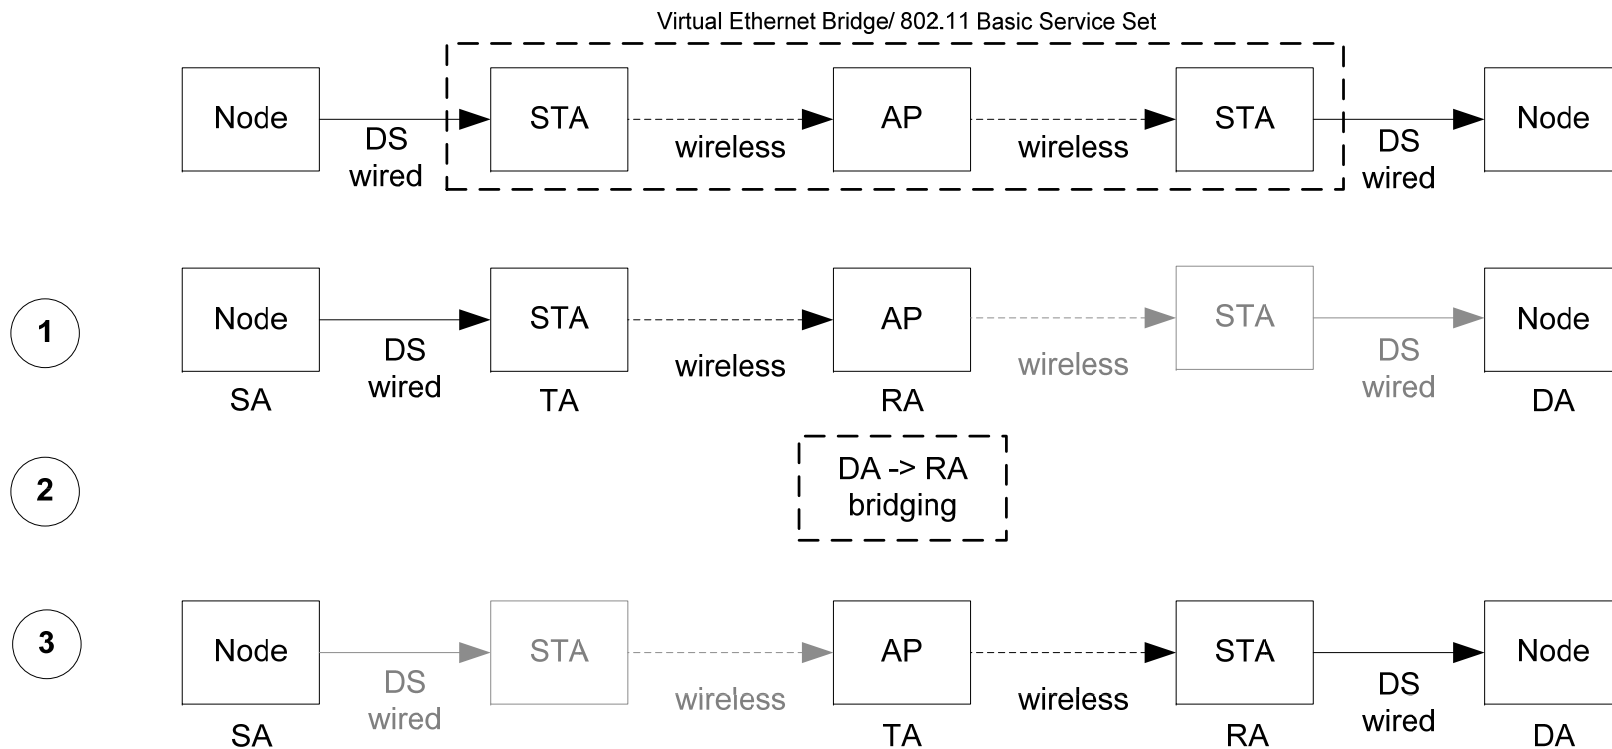 Virtual Ethernet Bridge/ 802.11 Basic Service Set
Node
STA
AP
STA
Node
DS
wired
wireless
wireless
DS
wired
1
Node
STA
AP
STA
Node
DS
wired
wireless
wireless
DS
wired
SA
TA
RA
DA
2
DA -> RA
bridging
3
Node
STA
AP
STA
Node
DS
wired
wireless
wireless
DS
wired
SA
TA
RA
DA